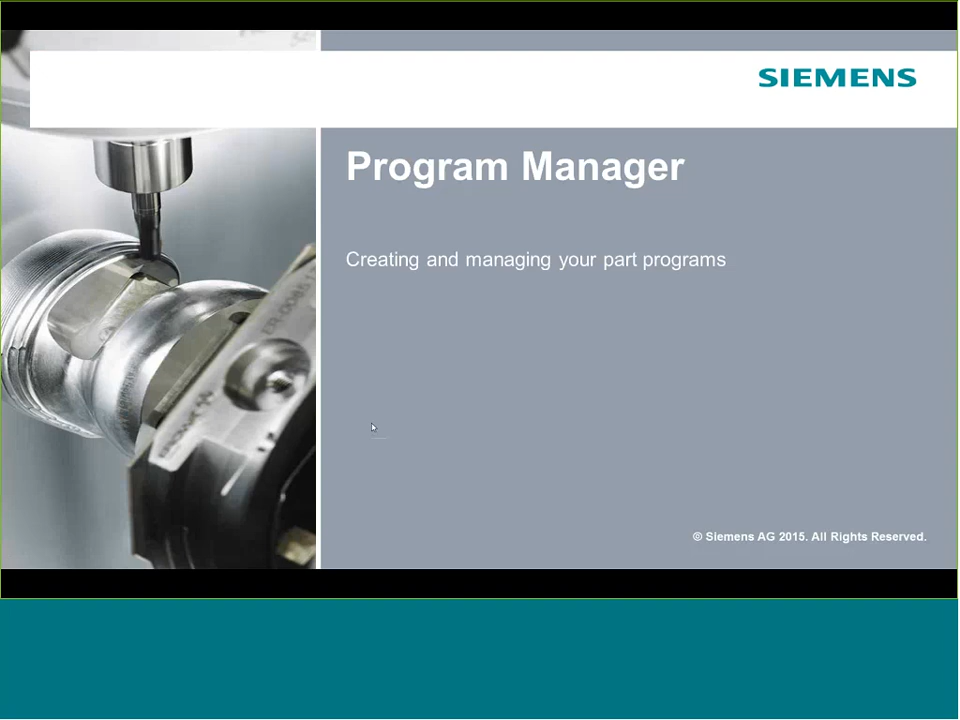 SIEMENS
Program Manager
Creating and managing your part programs
© Siemens AG 2015. All Rights Reserved.